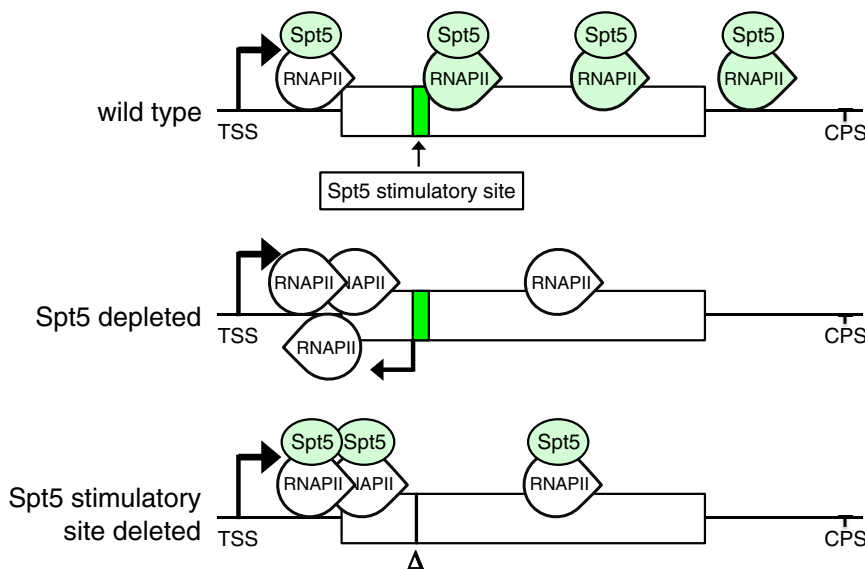 Spt5 Spt5 Spt5 Spt5
RNAPII RNAPII RNAPII RNAPII
wild type
TSS CPS
Spt5 stimulatory site
RNAPII NAPII RNAPII
Spt5 depleted
TSS CPS
RNAPII
Spt5 Spt5 Spt5
RNAPII NAPII RNAPII
Spt5 stimulatory
site deleted
TSS CPS
Δ